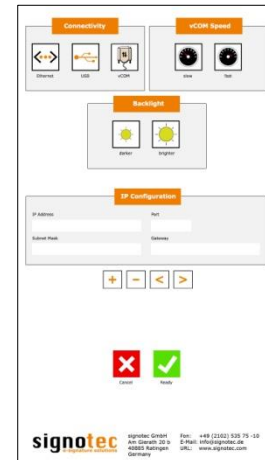 Connectivity
vCOM Speed
Ethernet
USB
vCOM
slow
fast
Backlight
darker
brighter
IP Configuration
IP Address
Port
Subnet Mask
Gateway
+ - < >
Cancel
Ready
signotec
e-signature solutions
signotec GmbH
Am Gierath 20 b
40885 Ratingen
Germany
Fon: +49 (2102) 535 75 -10
E-Mail: info@signotec.de
URL: www.signotec.com